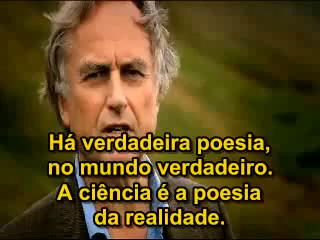 Há verdadeira poesia,
no mundo verdadeiro.
A ciência é a poesia
da realidade.